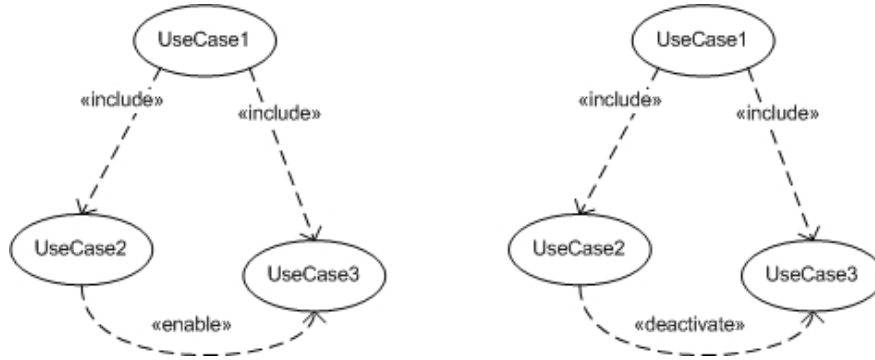 UseCase1
«include»
«include»
UseCase2
UseCase3
«enable»
UseCase1
«include»
«include»
UseCase2
UseCase3
«deactivate»